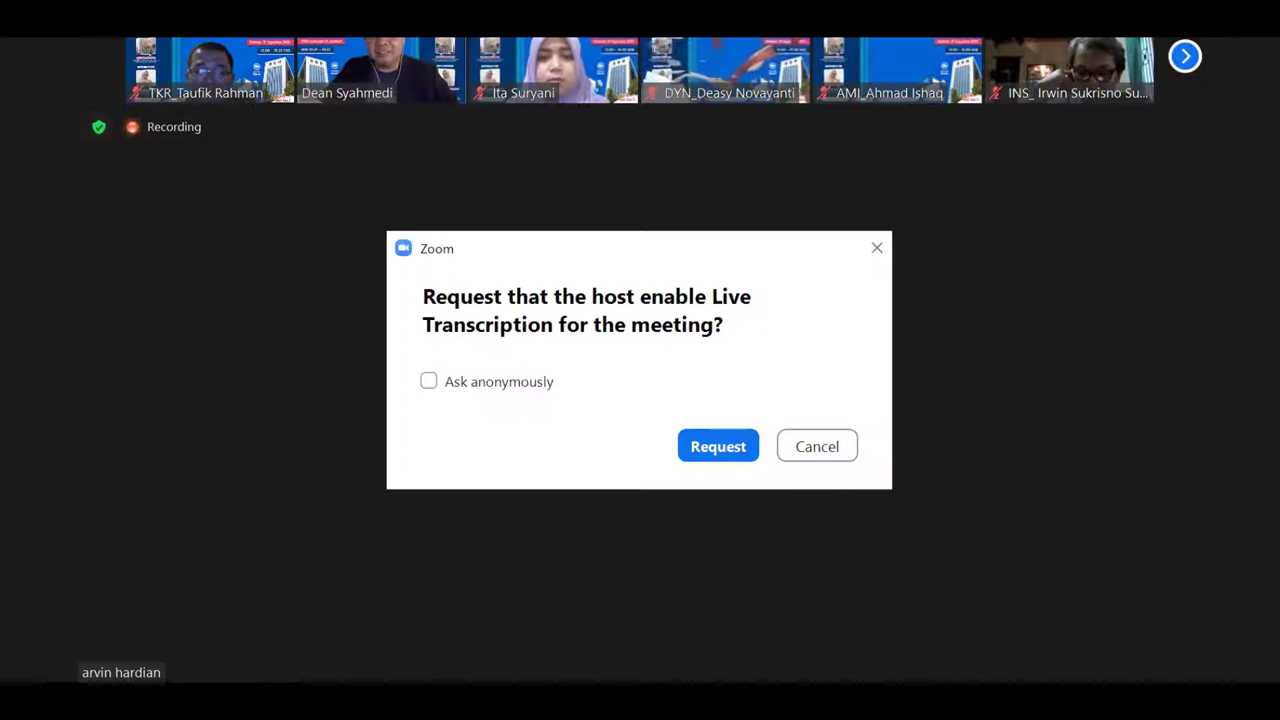 TKR_Taufik Rahman
Dean Syahmedi
Ita Suryani
DYN_Deasy Novayanti
AMI_Ahmad Ishaq
INS_ Irwin Sukrisno Su...
Recording
Zoom
Request that the host enable Live
Transcription for the meeting?
Ask anonymously
Request
Cancel
arvin hardian